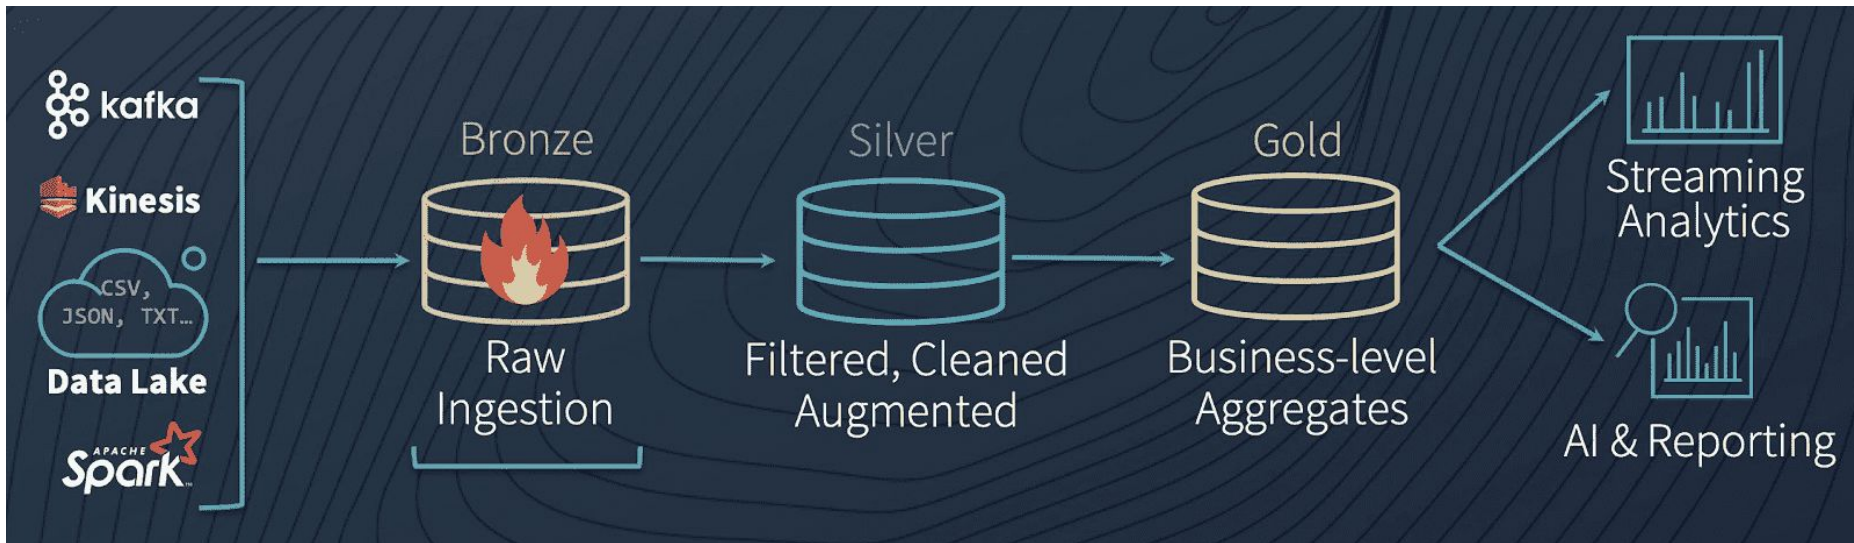 kafka
Kinesis
CSV,
JSON, TXT...
Data Lake
APACHE
Spark™
Bronze
Raw
Ingestion
Silver
Filtered, Cleaned
Augmented
Gold
Business-level
Aggregates
Streaming
Analytics
AI & Reporting